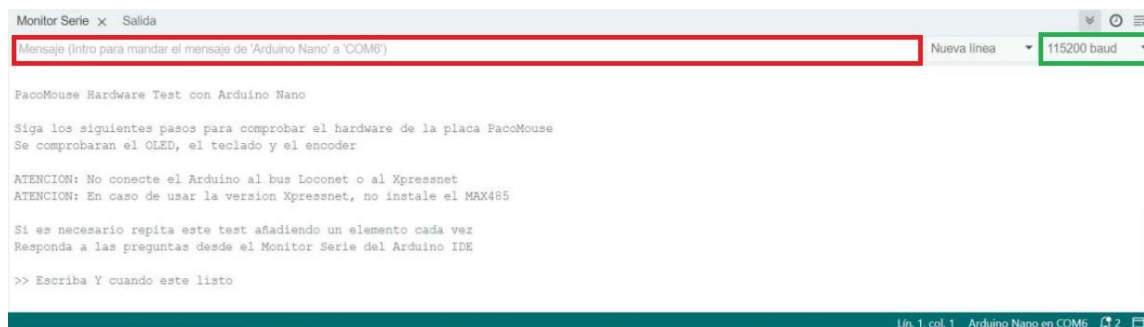 Monitor Serie × Salida
Mensaje (Intro para mandar el mensaje de 'Arduino Nano' a 'COM6')
Nueva línea
115200 baud
PacoMouse Hardware Test con Arduino Nano
Siga los siguientes pasos para comprobar el hardware de la placa PacoMouse
Se comprobaran el OLED, el teclado y el encoder
ATENCION: No conecte el Arduino al bus Loconet o al Xpressnet
ATENCION: En caso de usar la version Xpressnet, no instale el MAX485
Si es necesario repita este test añadiendo un elemento cada vez
Responda a las preguntas desde el Monitor Serie del Arduino IDE
>> Escriba Y cuando este listo
Lín. 1, col. 1 Arduino Nano en COM6 2